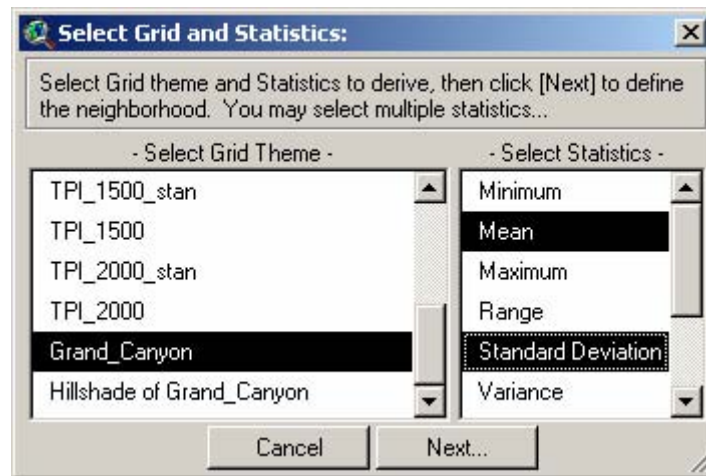 Select Grid and Statistics:
Select Grid theme and Statistics to derive, then click [Next] to define
the neighborhood. You may select multiple statistics...
- Select Grid Theme -
TPI_1500_stan
TPI_1500
TPI_2000_stan
TPI_2000
Grand_Canyon
Hillshade of Grand_Canyon
- Select Statistics -
Minimum
Mean
Maximum
Range
Standard Deviation
Variance
Cancel
Next...